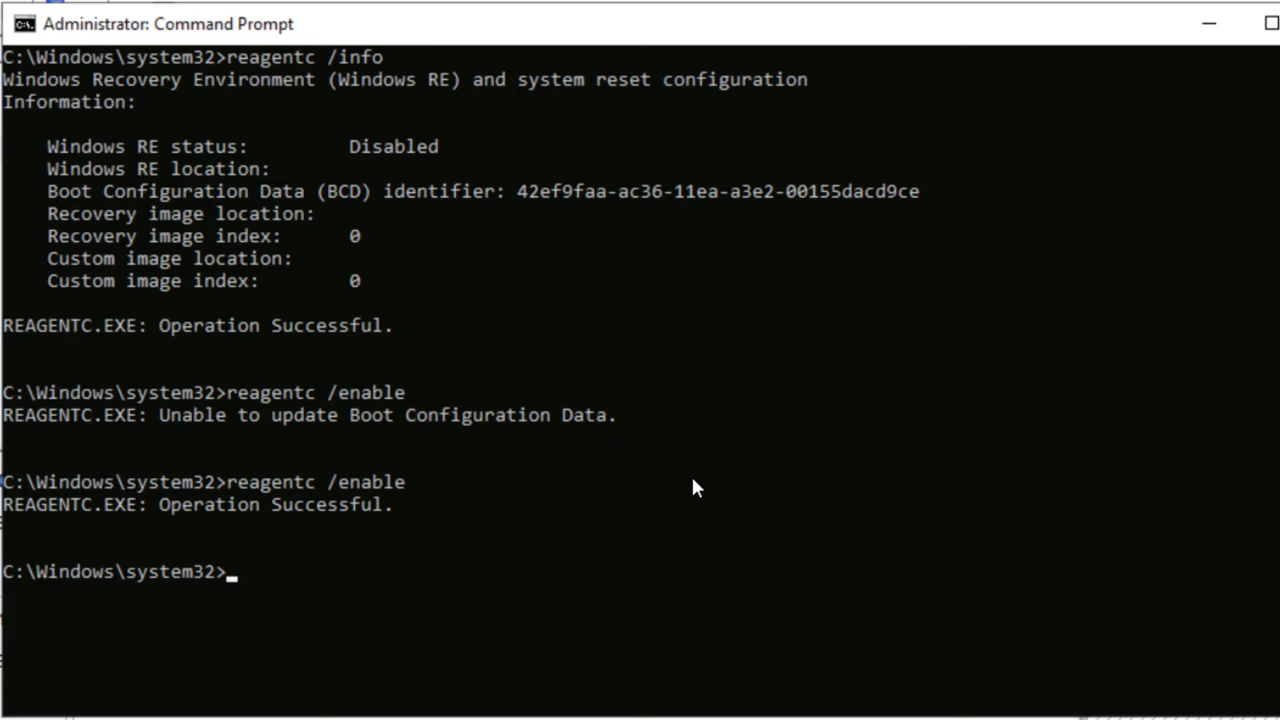 Administrator: Command Prompt
C:\Windows\system32>reagentc /info
Windows Recovery Environment (Windows RE) and system reset configuration
Information:
Windows RE status: Disabled
Windows RE location:
Boot Configuration Data (BCD) identifier: 42ef9faa-ac36-11ea-a3e2-00155dacd9ce
Recovery image location:
Recovery image index: 0
Custom image location:
Custom image index: 0
REAGENTC.EXE: Operation Successful.
C:\Windows\system32>reagentc /enable
REAGENTC.EXE: Unable to update Boot Configuration Data.
C:\Windows\system32>reagentc /enable
REAGENTC.EXE: Operation Successful.
C:\Windows\system32>